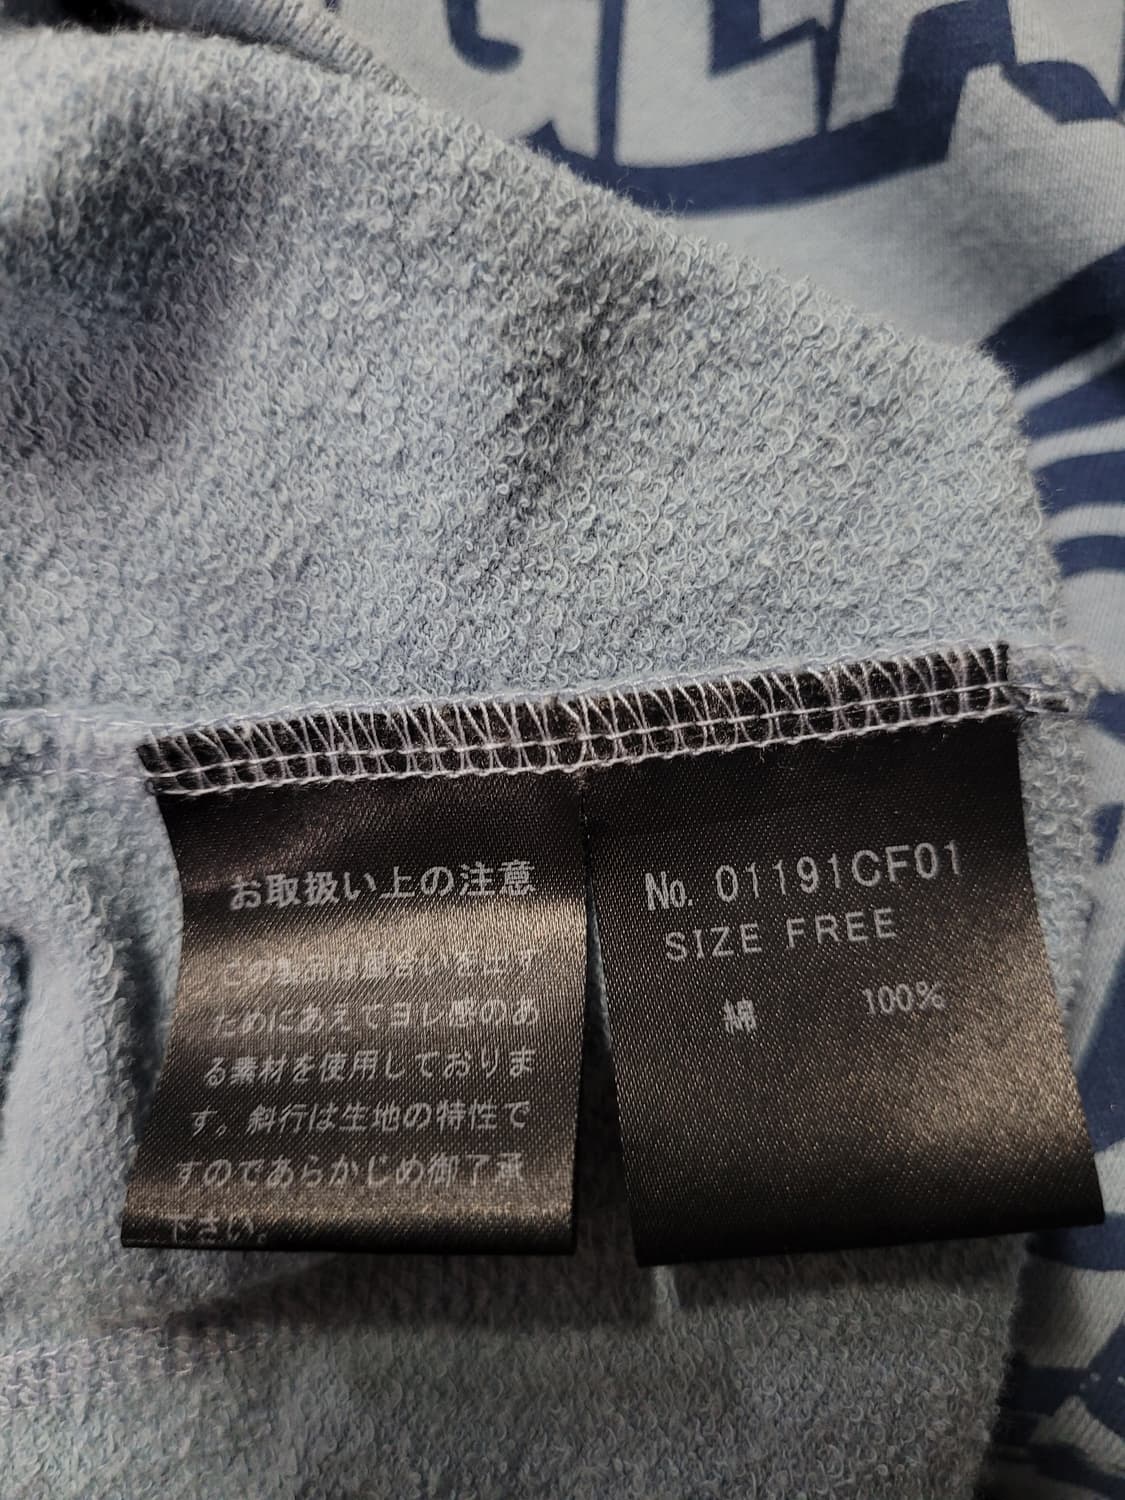 お取扱い上の注意
この表示は風合いを出す
ためにあえてヨレ感のあ
る素材を使用しておりま
す。斜行は生地の特性で
すのであらかじめ御了承
下さい。
No. 01191CF01
SIZE FREE
綿 100%